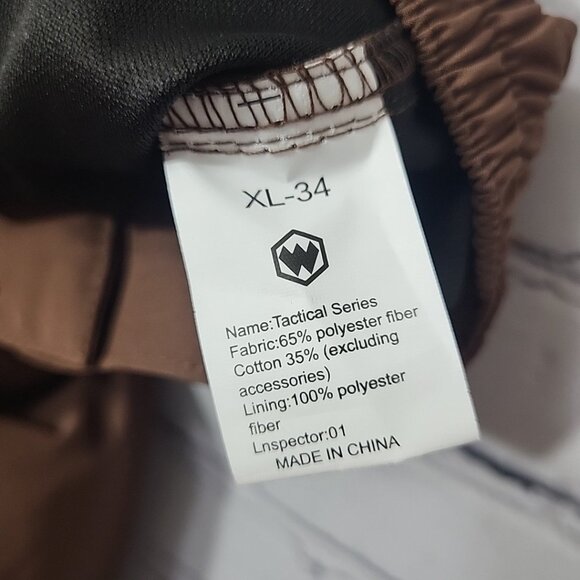 XL-34
Name:Tactical Series
Fabric:65% polyester fiber
Cotton 35% (excluding
accessories)
Lining:100% polyester
fiber
Lnspector:01
MADE IN CHINA